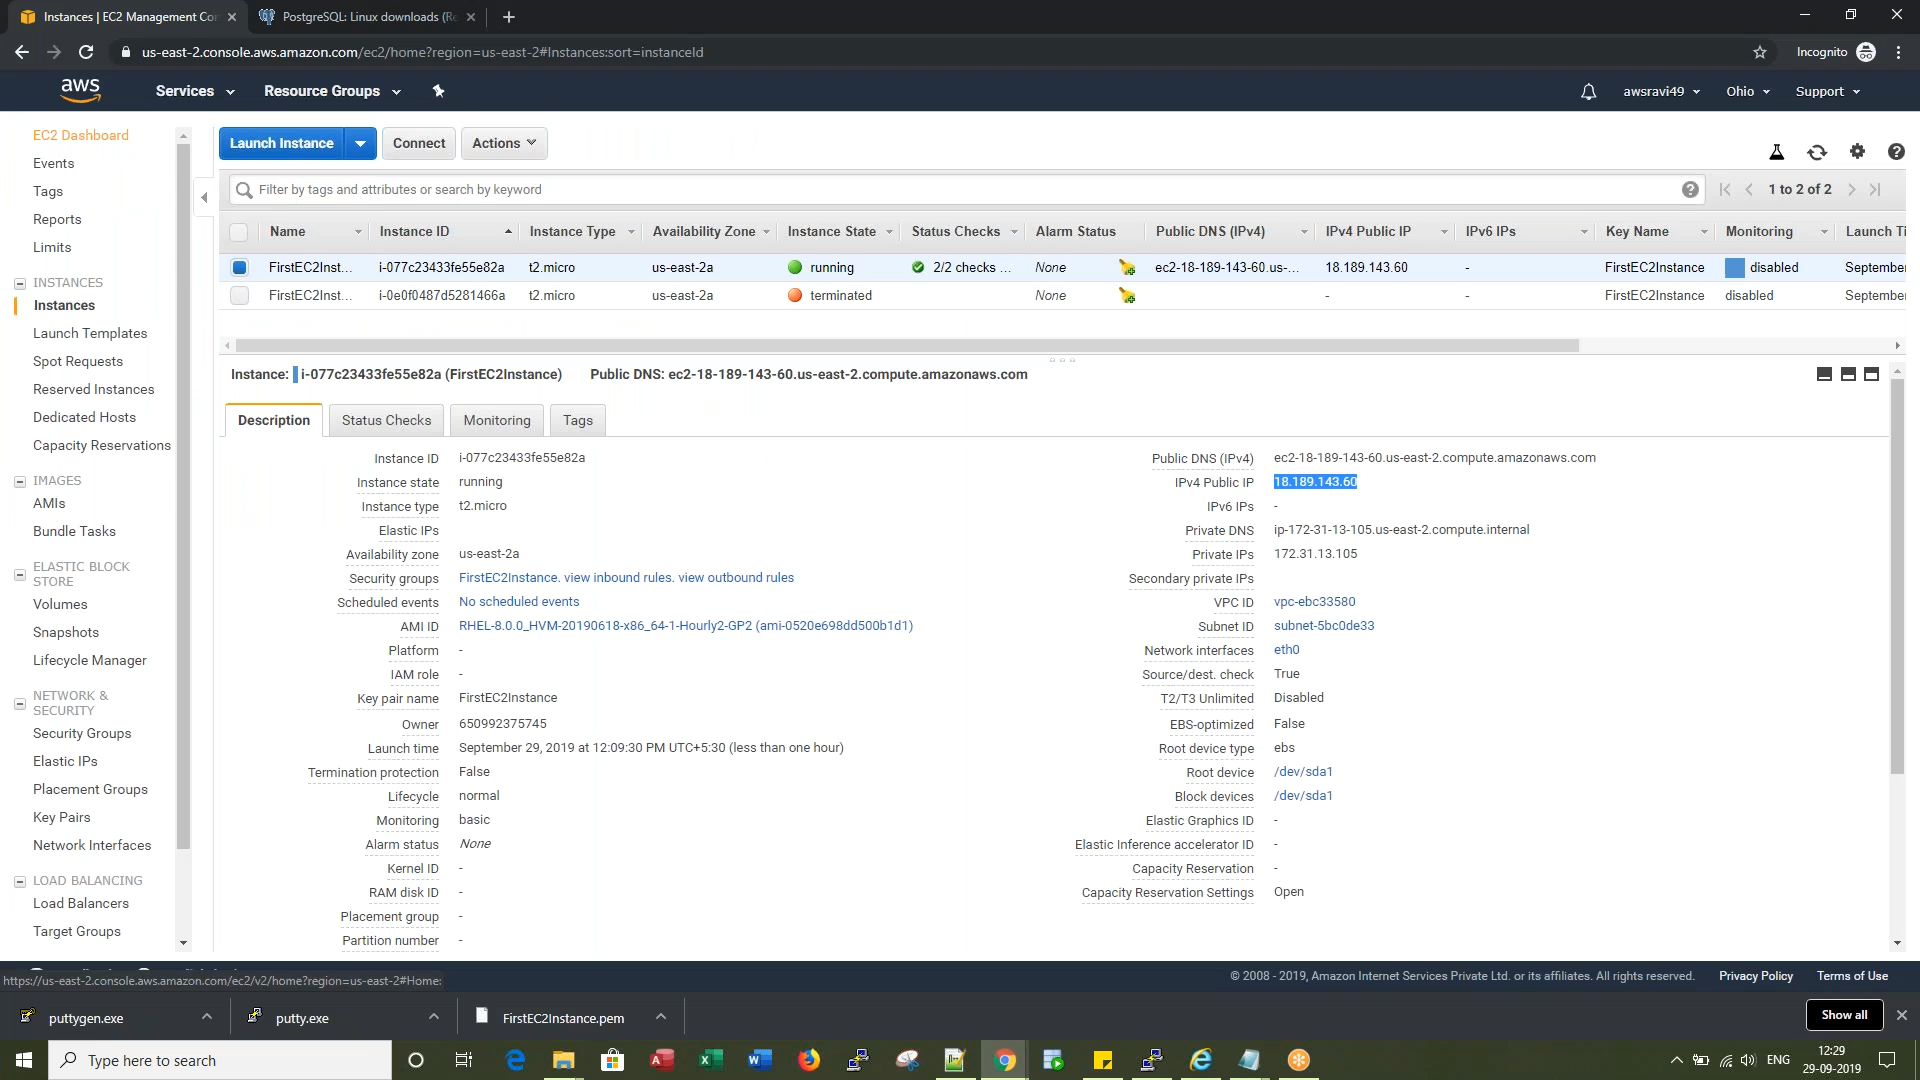 Instances | EC2 Management Con
PostgreSQL: Linux downloads (Re
us-east-2.console.aws.amazon.com/ec2/home?region=us-east-2#Instances:sort=instanceId
Incognito
aws
Services
Resource Groups
awsravi49
Ohio
Support
EC2 Dashboard
Events
Tags
Reports
Limits
INSTANCES
Instances
Launch Templates
Spot Requests
Reserved Instances
Dedicated Hosts
Capacity Reservations
IMAGES
AMIs
Bundle Tasks
ELASTIC BLOCK
STORE
Volumes
Snapshots
Lifecycle Manager
NETWORK &
SECURITY
Security Groups
Elastic IPs
Placement Groups
Key Pairs
Network Interfaces
LOAD BALANCING
Load Balancers
Target Groups
Launch Instance
Connect
Actions
Filter by tags and attributes or search by keyword
1 to 2 of 2
Name Instance ID Instance Type Availability Zone Instance State Status Checks Alarm Status Public DNS (IPv4) IPv4 Public IP IPv6 IPs Key Name Monitoring Launch Ti
FirstEC2Inst... i-077c23433fe55e82a t2.micro us-east-2a running 2/2 checks ... None ec2-18-189-143-60.us-... 18.189.143.60 - FirstEC2Instance disabled September
FirstEC2Inst... i-0e0f0487d5281466a t2.micro us-east-2a terminated None - - FirstEC2Instance disabled September
Instance: i-077c23433fe55e82a (FirstEC2Instance) Public DNS: ec2-18-189-143-60.us-east-2.compute.amazonaws.com
Description
Status Checks
Monitoring
Tags
Instance ID i-077c23433fe55e82a
Instance state running
Instance type t2.micro
Elastic IPs
Availability zone us-east-2a
Security groups FirstEC2Instance. view inbound rules. view outbound rules
Scheduled events No scheduled events
AMI ID RHEL-8.0.0_HVM-20190618-x86_64-1-Hourly2-GP2 (ami-0520e698dd500b1d1)
Platform -
IAM role -
Key pair name FirstEC2Instance
Owner 650992375745
Launch time September 29, 2019 at 12:09:30 PM UTC+5:30 (less than one hour)
Termination protection False
Lifecycle normal
Monitoring basic
Alarm status None
Kernel ID -
RAM disk ID -
Placement group -
Partition number -
Public DNS (IPv4) ec2-18-189-143-60.us-east-2.compute.amazonaws.com
IPv4 Public IP 18.189.143.60
IPv6 IPs -
Private DNS ip-172-31-13-105.us-east-2.compute.internal
Private IPs 172.31.13.105
Secondary private IPs
VPC ID vpc-ebc33580
Subnet ID subnet-5bc0de33
Network interfaces eth0
Source/dest. check True
T2/T3 Unlimited Disabled
EBS-optimized False
Root device type ebs
Root device /dev/sda1
Block devices /dev/sda1
Elastic Graphics ID -
Elastic Inference accelerator ID -
Capacity Reservation -
Capacity Reservation Settings Open
https://us-east-2.console.aws.amazon.com/ec2/v2/home?region=us-east-2#Home:
© 2008 - 2019, Amazon Internet Services Private Ltd. or its affiliates. All rights reserved. Privacy Policy Terms of Use
puttygen.exe
putty.exe
FirstEC2Instance.pem
Show all
Type here to search
ENG
12:29
29-09-2019